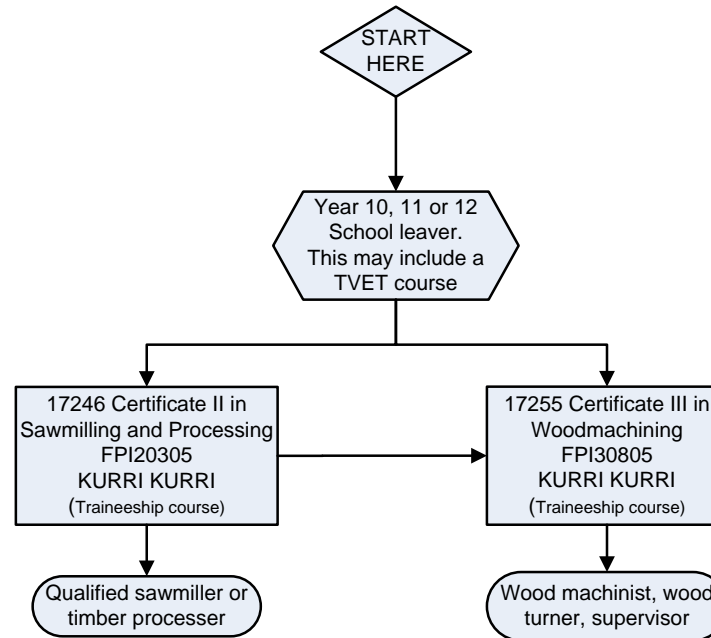 START
HERE
Year 10, 11 or 12
School leaver.
This may include a
TVET course
17246 Certificate II in
Sawmilling and Processing
FPI20305
KURRI KURRI
(Traineeship course)
17255 Certificate III in
Woodmachining
FPI30805
KURRI KURRI
(Traineeship course)
Qualified sawmiller or
timber processer
Wood machinist, wood
turner, supervisor